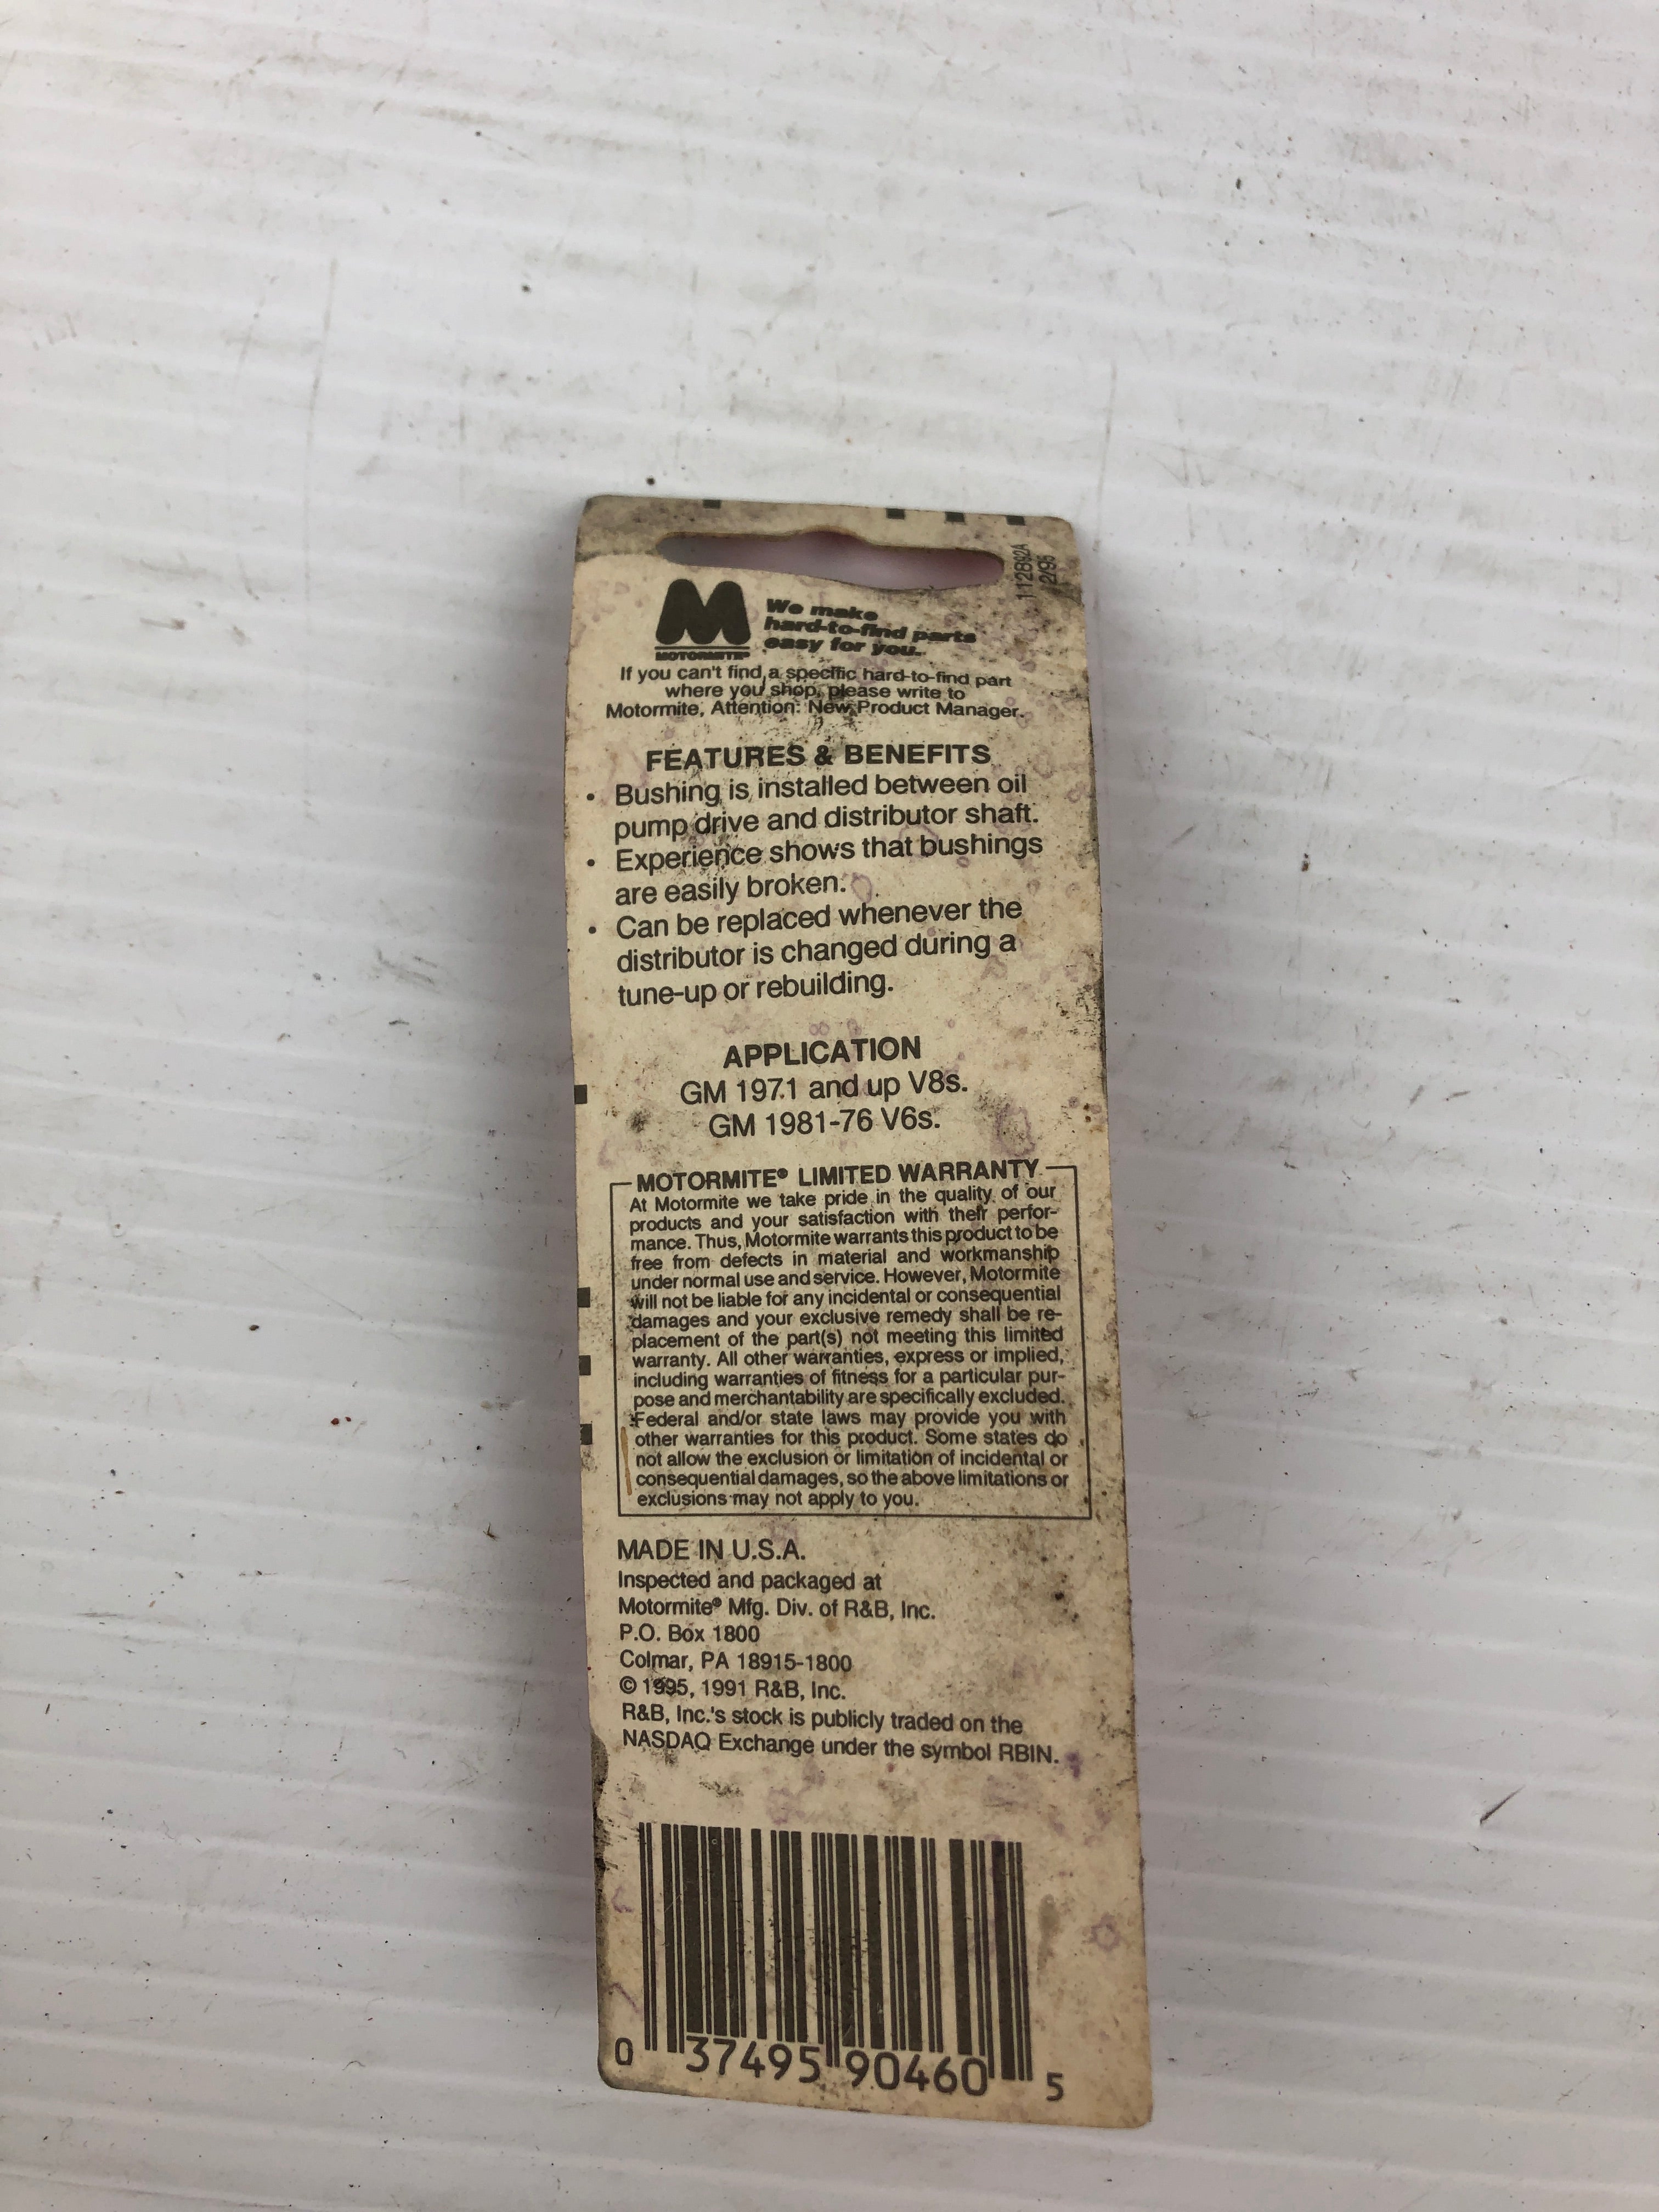 112892A
2/95
We make
hard-to-find parts
easy for you.
MOTORMITE®
If you can't find a specific hard-to-find part
where you shop, please write to
Motormite, Attention: New Product Manager.
FEATURES & BENEFITS
• Bushing is installed between oil
pump drive and distributor shaft.
• Experience shows that bushings
are easily broken.
• Can be replaced whenever the
distributor is changed during a
tune-up or rebuilding.
APPLICATION
GM 1971 and up V8s.
GM 1981-76 V6s.
MOTORMITE® LIMITED WARRANTY
At Motormite we take pride in the quality of our
products and your satisfaction with their perfor-
mance. Thus, Motormite warrants this product to be
free from defects in material and workmanship
under normal use and service. However, Motormite
will not be liable for any incidental or consequential
damages and your exclusive remedy shall be re-
placement of the part(s) not meeting this limited
warranty. All other warranties, express or implied,
including warranties of fitness for a particular pur-
pose and merchantability are specifically excluded.
Federal and/or state laws may provide you with
other warranties for this product. Some states do
not allow the exclusion or limitation of incidental or
consequential damages, so the above limitations or
exclusions may not apply to you.
MADE IN U.S.A.
Inspected and packaged at
Motormite® Mfg. Div. of R&B, Inc.
P.O. Box 1800
Colmar, PA 18915-1800
© 1995, 1991 R&B, Inc.
R&B, Inc.'s stock is publicly traded on the
NASDAQ Exchange under the symbol RBIN.
0 37495 90460 5